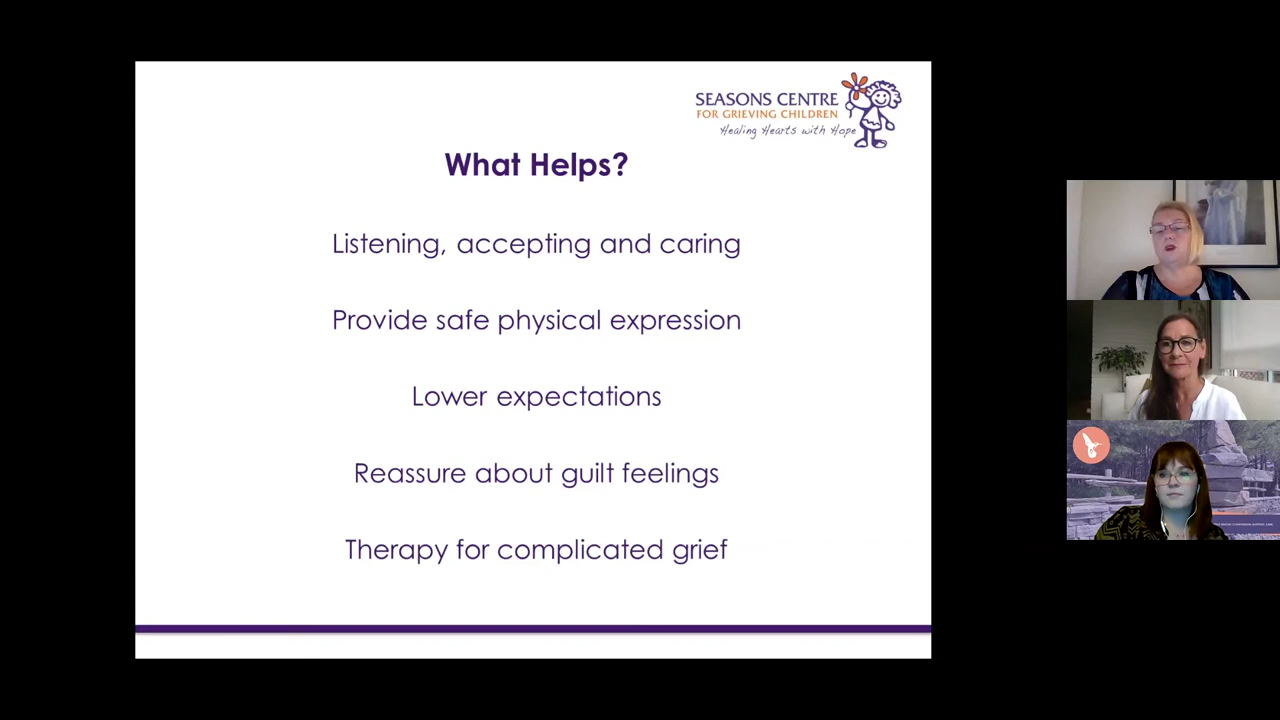 SEASONS CENTRE
FOR GRIEVING CHILDREN
Healing Hearts with Hope
What Helps?
Listening, accepting and caring
Provide safe physical expression
Lower expectations
Reassure about guilt feelings
Therapy for complicated grief